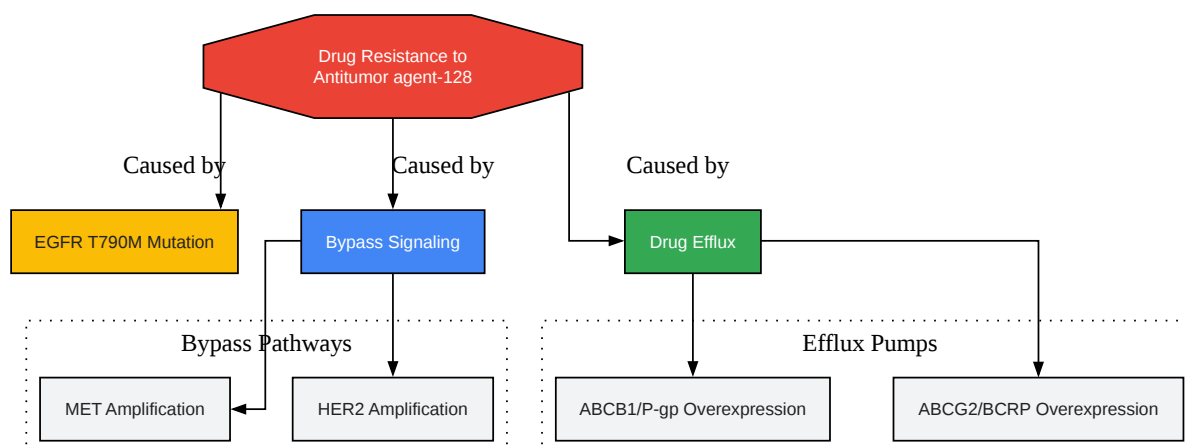 Drug Resistance to
Antitumor agent-128
Caused by
Caused by
Caused by
EGFR T790M Mutation
Bypass Signaling
Drug Efflux
Bypass Pathways
Efflux Pumps
MET Amplification
HER2 Amplification
ABCB1/P-gp Overexpression
ABCG2/BCRP Overexpression